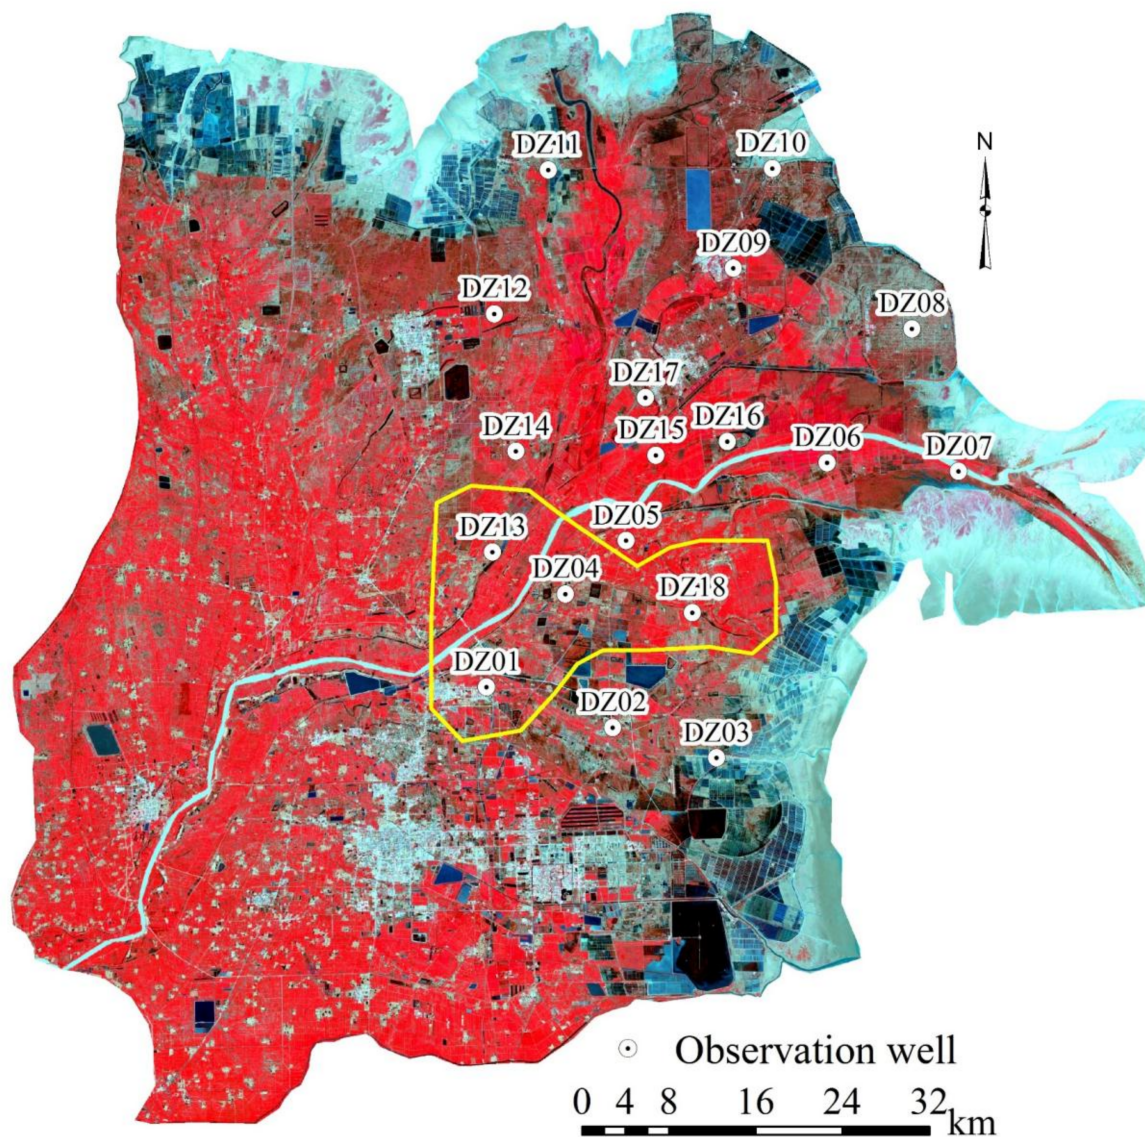 DZ11
DZ10
N
DZ09
DZ12
DZ08
DZ17
DZ14
DZ15
DZ16
DZ06
DZ07
DZ05
DZ13
DZ04
DZ18
DZ01
DZ02
DZ03
Observation well
0 4 8 16 24 32 km